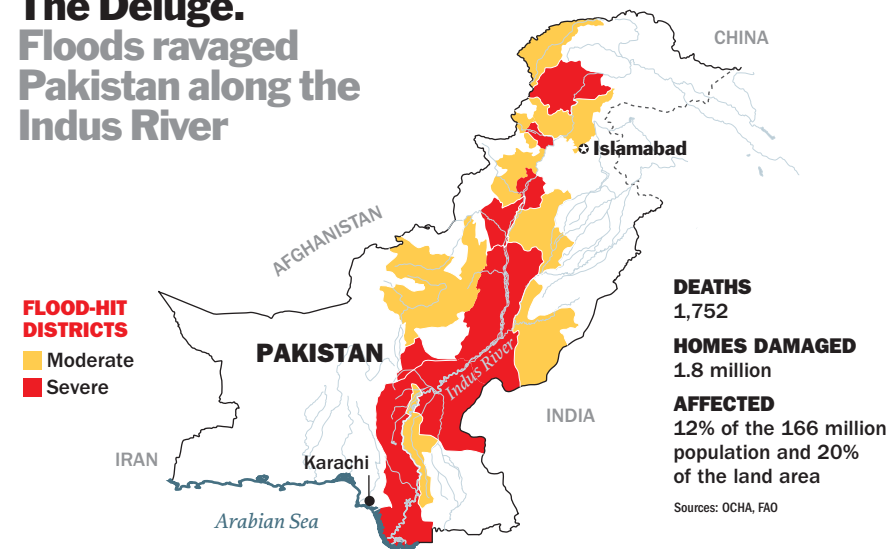 The Deluge.
Floods ravaged
Pakistan along the
Indus River
CHINA
Islamabad
AFGHANISTAN
FLOOD-HIT
DISTRICTS
Moderate
Severe
PAKISTAN
Indus River
INDIA
IRAN
Karachi
Arabian Sea
DEATHS
1,752
HOMES DAMAGED
1.8 million
AFFECTED
12% of the 166 million
population and 20%
of the land area
Sources: OCHA, FAO